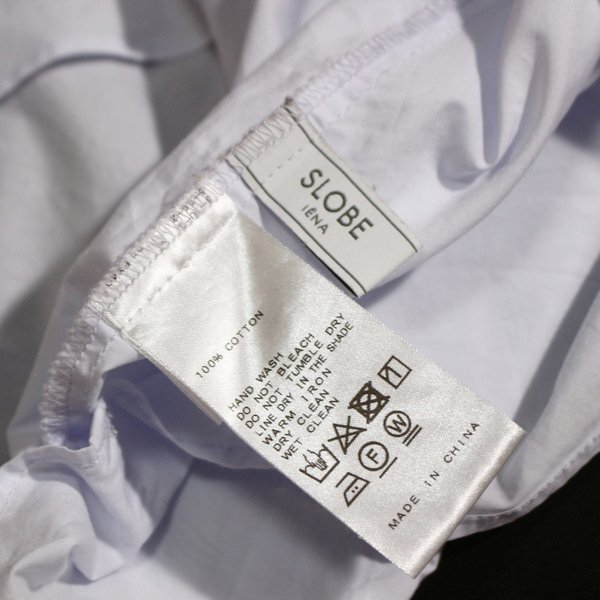 SLOBE
IÉNA
100% COTTON
HAND WASH
DO NOT BLEACH
DO NOT TUMBLE DRY
LINE DRY IN THE SHADE
WARM IRON
DRY CLEAN
WET CLEAN
F W
MADE IN CHINA